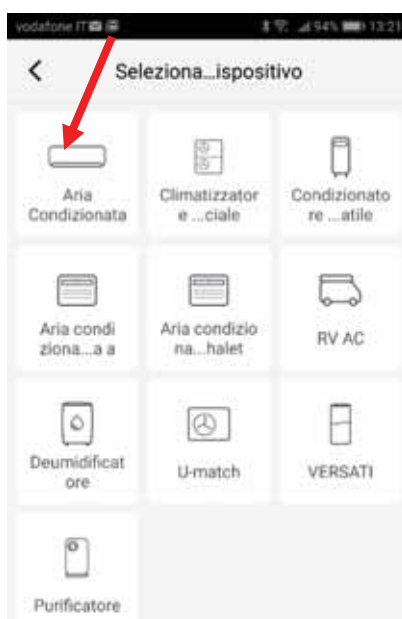 vodafone IT 94% 13:21
Seleziona...ispositivo
Aria
Condizionata
Climatizzator
e ...ciale
Condizionato
re ...atile
Aria condi
ziona...a a
Aria condizio
na...halet
RV AC
Deumidificat
ore
U-match
VERSATI
Purificatore